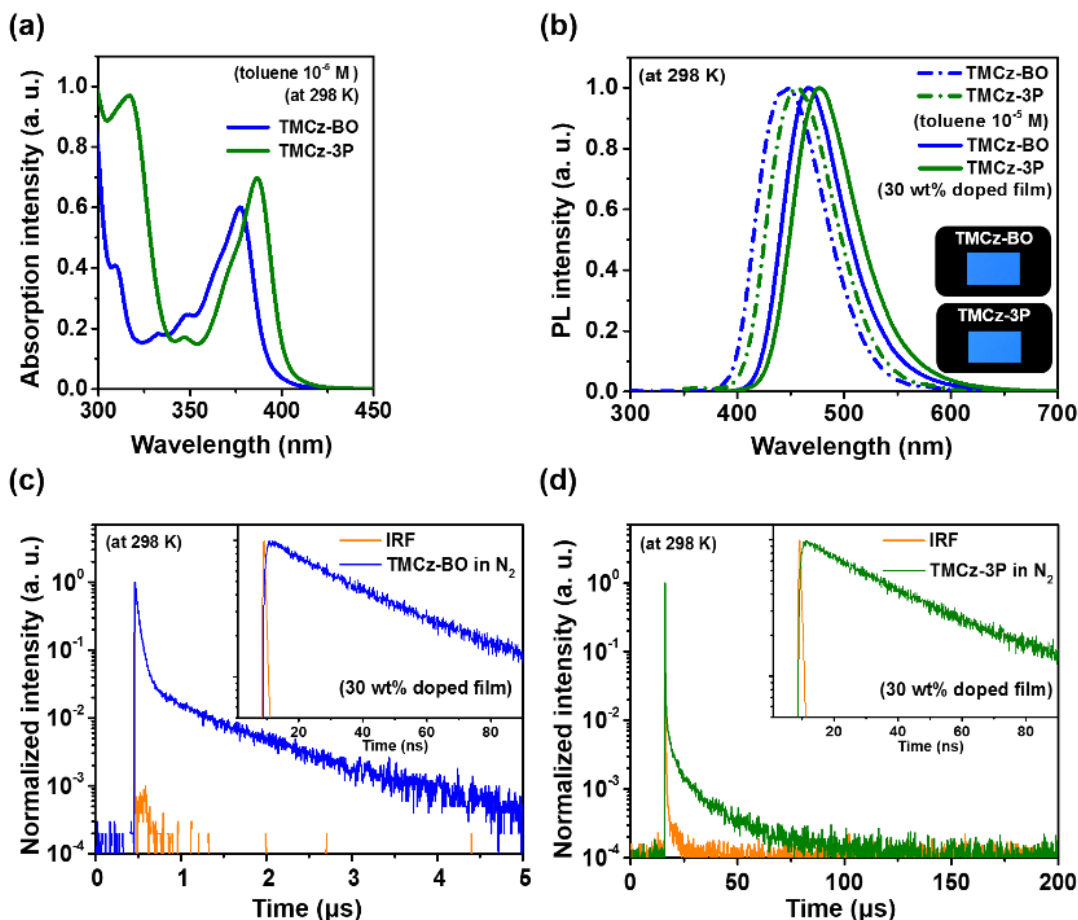 (a)
(toluene 10-5 M)
(at 298 K)
TMCz-BO
TMCz-3P
Absorption intensity (a. u.)
1.0
0.8
0.6
0.4
0.2
0.0
300
350
400
450
Wavelength (nm)
(b)
(at 298 K)
TMCz-BO
TMCz-3P
(toluene 10-5 M)
TMCz-BO
TMCz-3P
(30 wt% doped film)
TMCz-BO
TMCz-3P
PL intensity (a. u.)
1.0
0.8
0.6
0.4
0.2
0.0
300
400
500
600
700
Wavelength (nm)
(c)
(at 298 K)
IRF
TMCz-BO in N2
(30 wt% doped film)
20
40
60
80
Time (ns)
Normalized intensity (a. u.)
100
10-1
10-2
10-3
10-4
0
1
2
3
4
5
Time (µs)
(d)
(at 298 K)
IRF
TMCz-3P in N2
(30 wt% doped film)
20
40
60
80
Time (ns)
Normalized intensity (a. u.)
100
10-1
10-2
10-3
10-4
0
50
100
150
200
Time (µs)